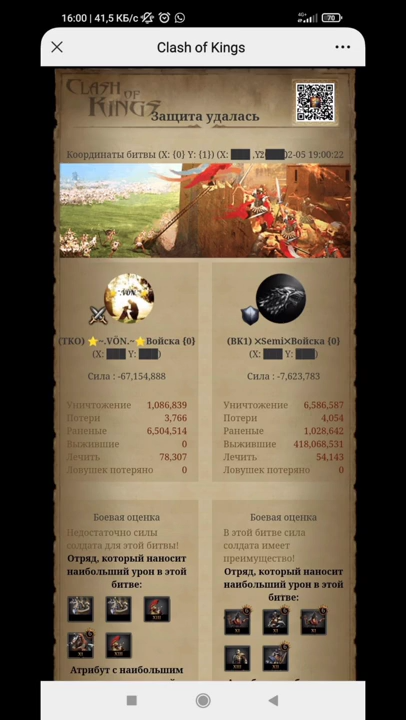 16:00 | 41,5 КБ/с
4G+
70
Clash of Kings
CLASH OF KINGS
Защита удалась
Координаты битвы (X: {0} Y: {1}) (X: ,Y2 02-05 19:00:22
.VÖN.
(TKO) ⭐~.VÖN.~⭐Войска {0}
(X: Y: )
Сила : -67,154,888
Уничтожение 1,086,839
Потери 3,766
Раненые 6,504,514
Выжившие 0
Лечить 78,307
Ловушек потеряно 0
(BK1) ×Semi×Войска {0}
(X: Y: )
Сила : -7,623,783
Уничтожение 6,586,587
Потери 4,054
Раненые 1,028,642
Выжившие 418,068,531
Лечить 54,143
Ловушек потеряно 0
Боевая оценка
Недостаточно силы
солдата для этой битвы!
Отряд, который наносит
наибольший урон в этой
битве:
Атрибут с наибольшим
Боевая оценка
В этой битве сила
солдата имеет
преимущество!
Отряд, который наносит
наибольший урон в этой
битве: